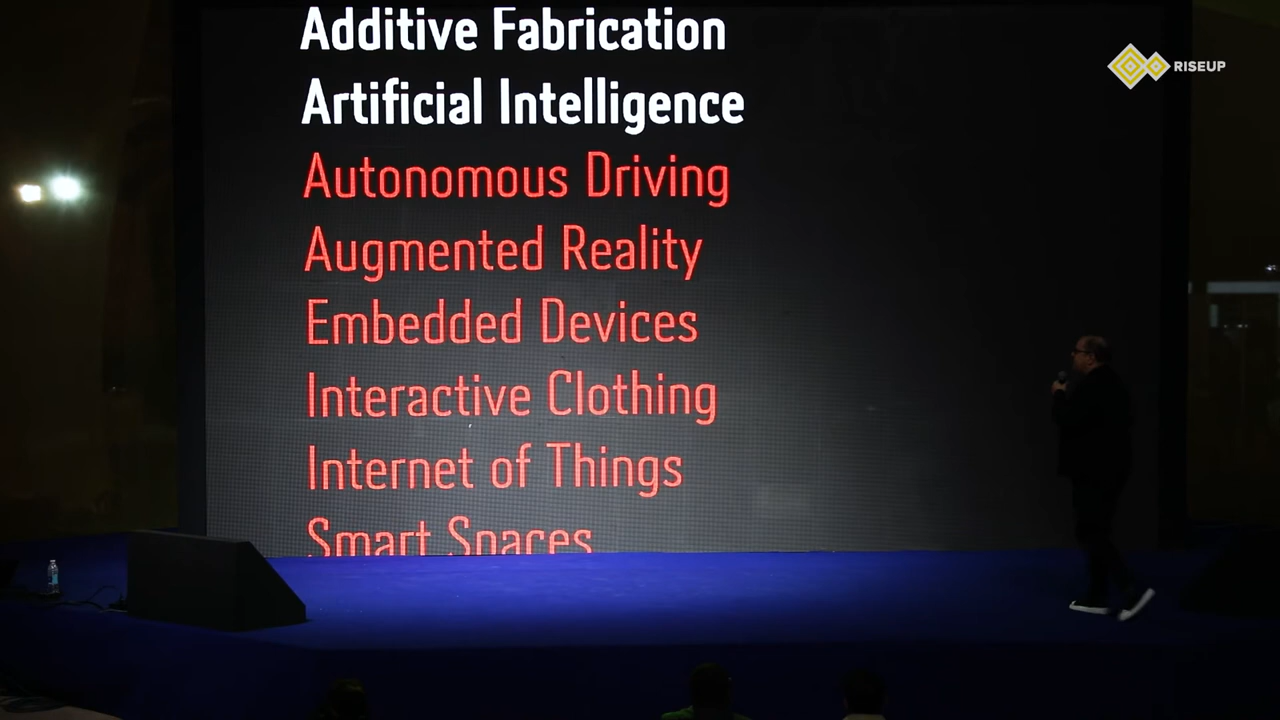 Additive Fabrication
RISEUP
Artificial Intelligence
Autonomous Driving
Augmented Reality
Embedded Devices
Interactive Clothing
Internet of Things
Smart Spaces